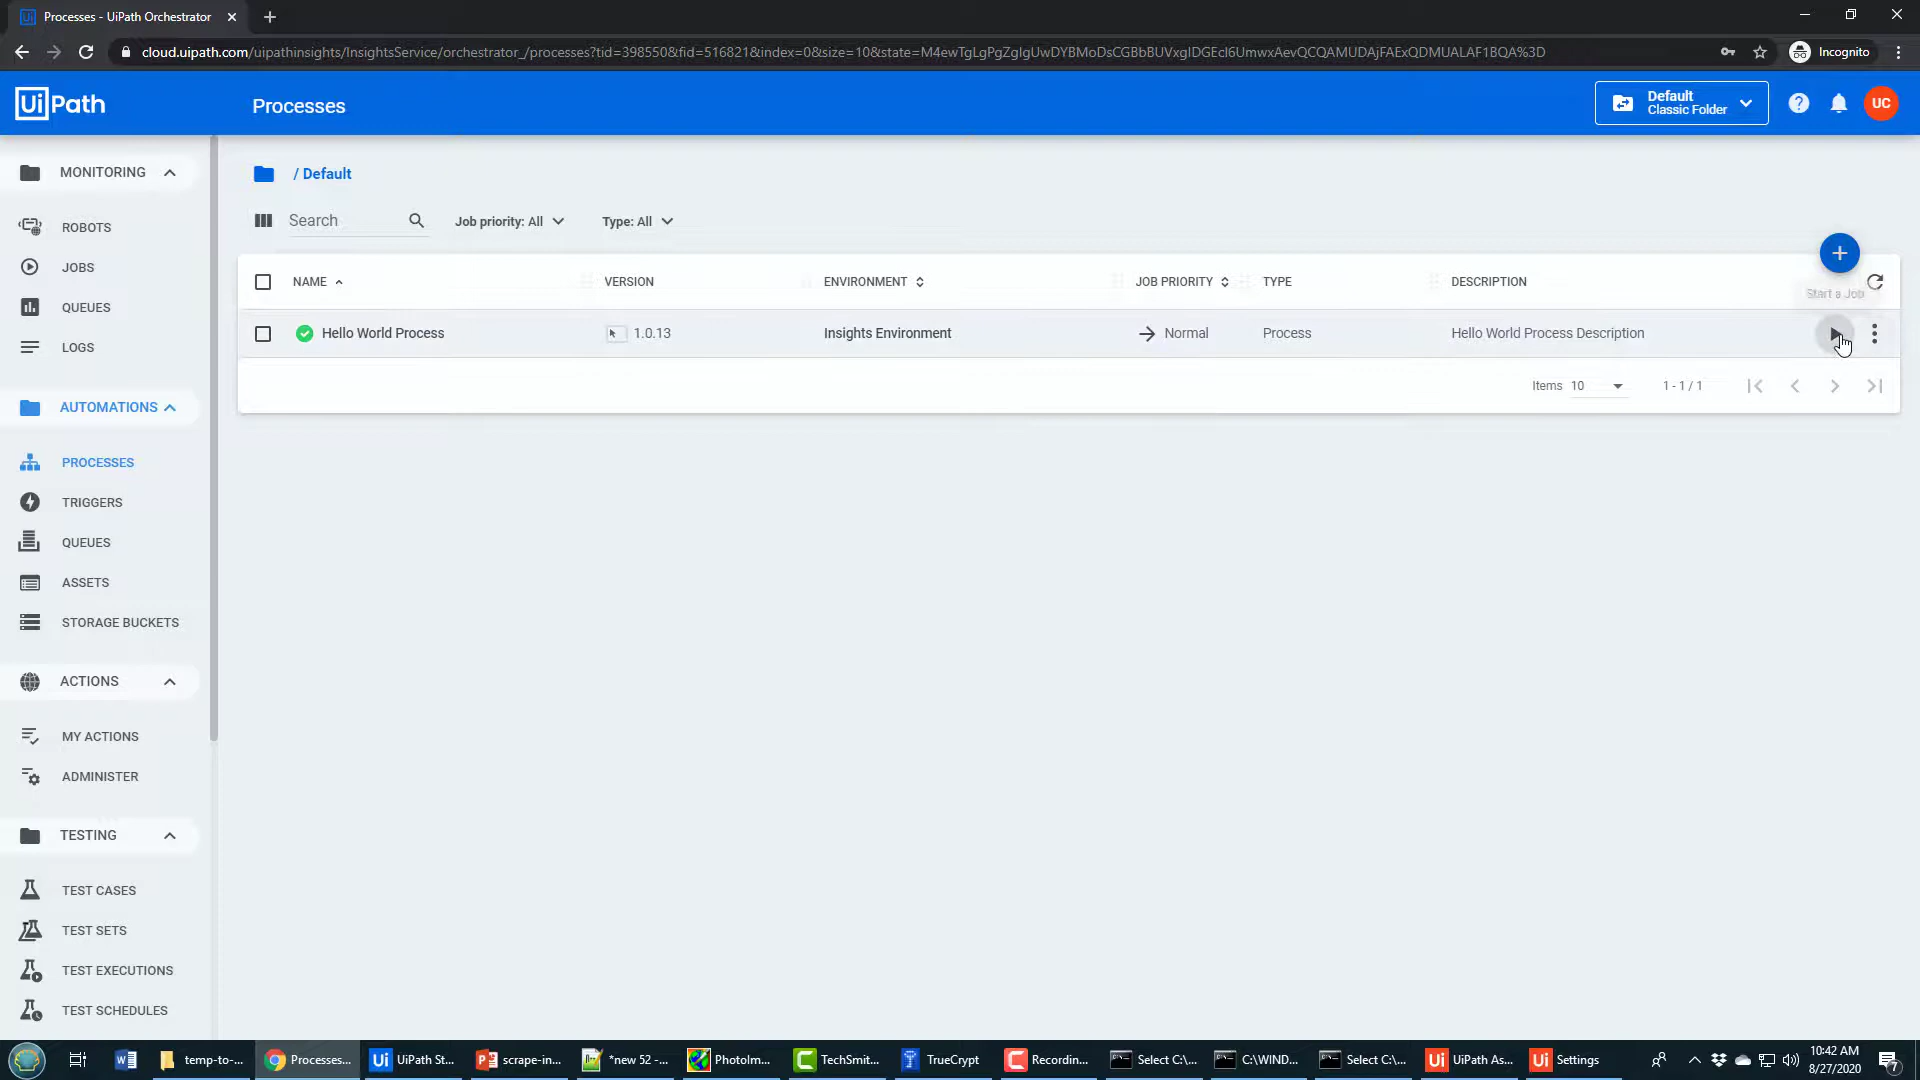 Processes - UiPath Orchestrator
cloud.uipath.com/uipathinsights/InsightsService/orchestrator_/processes?tid=398550&fid=516821&index=0&size=10&state=M4ewTgLgPgZgIgUwDYBMoDsCGBbBUVxgIDGEcI6UmwxAevQCQAMUDAjFAExQDMUALAF1BQA%3D
Incognito
UiPath
Processes
Default
Classic Folder
UC
MONITORING
ROBOTS
JOBS
QUEUES
LOGS
AUTOMATIONS
PROCESSES
TRIGGERS
QUEUES
ASSETS
STORAGE BUCKETS
ACTIONS
MY ACTIONS
ADMINISTER
TESTING
TEST CASES
TEST SETS
TEST EXECUTIONS
TEST SCHEDULES
/ Default
Search
Job priority: All
Type: All
NAME VERSION ENVIRONMENT JOB PRIORITY TYPE DESCRIPTION
Start a Job
Hello World Process 1.0.13 Insights Environment Normal Process Hello World Process Description
Items 10 1 - 1 / 1
temp-to-...
Processes...
UiPath St...
scrape-in...
*new 52 -...
PhotoIm...
TechSmit...
TrueCrypt
Recordin...
Select C:\...
C:\WIND...
Select C:\...
UiPath As...
Settings
10:42 AM
8/27/2020
7